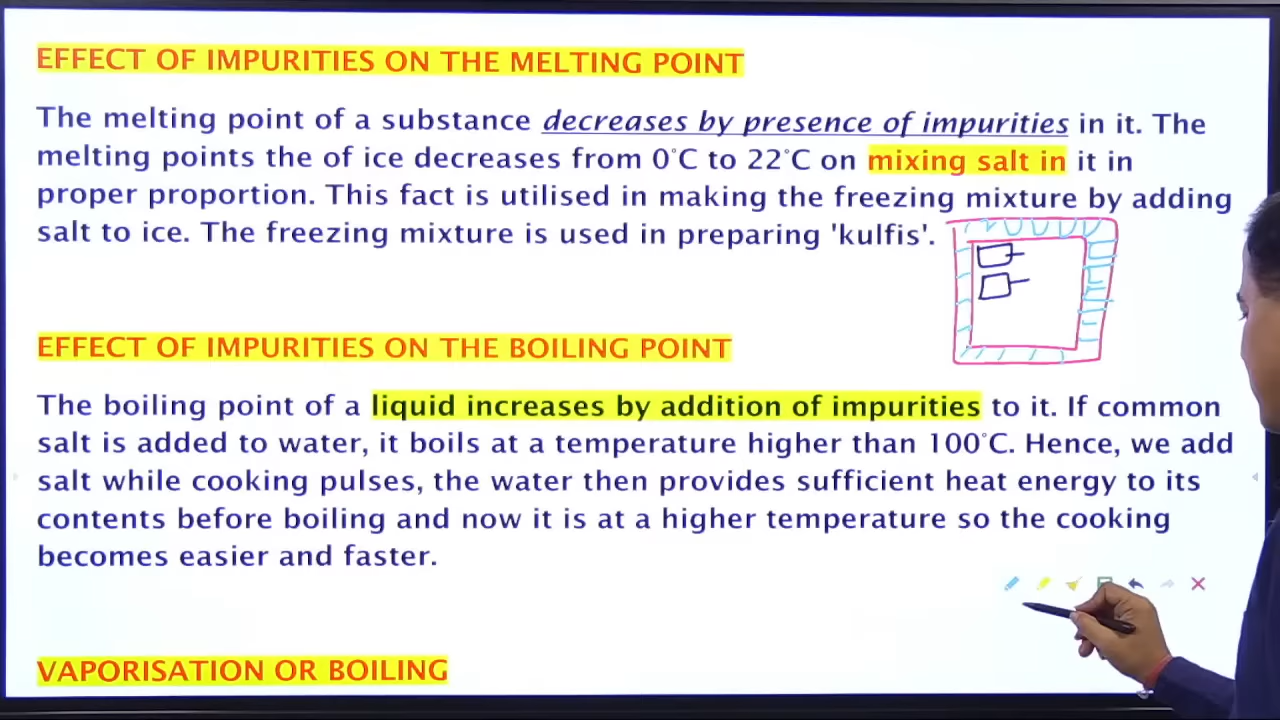 EFFECT OF IMPURITIES ON THE MELTING POINT
The melting point of a substance decreases by presence of impurities in it. The
melting points the of ice decreases from 0°C to 22°C on mixing salt in it in
proper proportion. This fact is utilised in making the freezing mixture by adding
salt to ice. The freezing mixture is used in preparing 'kulfis'.
EFFECT OF IMPURITIES ON THE BOILING POINT
The boiling point of a liquid increases by addition of impurities to it. If common
salt is added to water, it boils at a temperature higher than 100°C. Hence, we add
salt while cooking pulses, the water then provides sufficient heat energy to its
contents before boiling and now it is at a higher temperature so the cooking
becomes easier and faster.
VAPORISATION OR BOILING